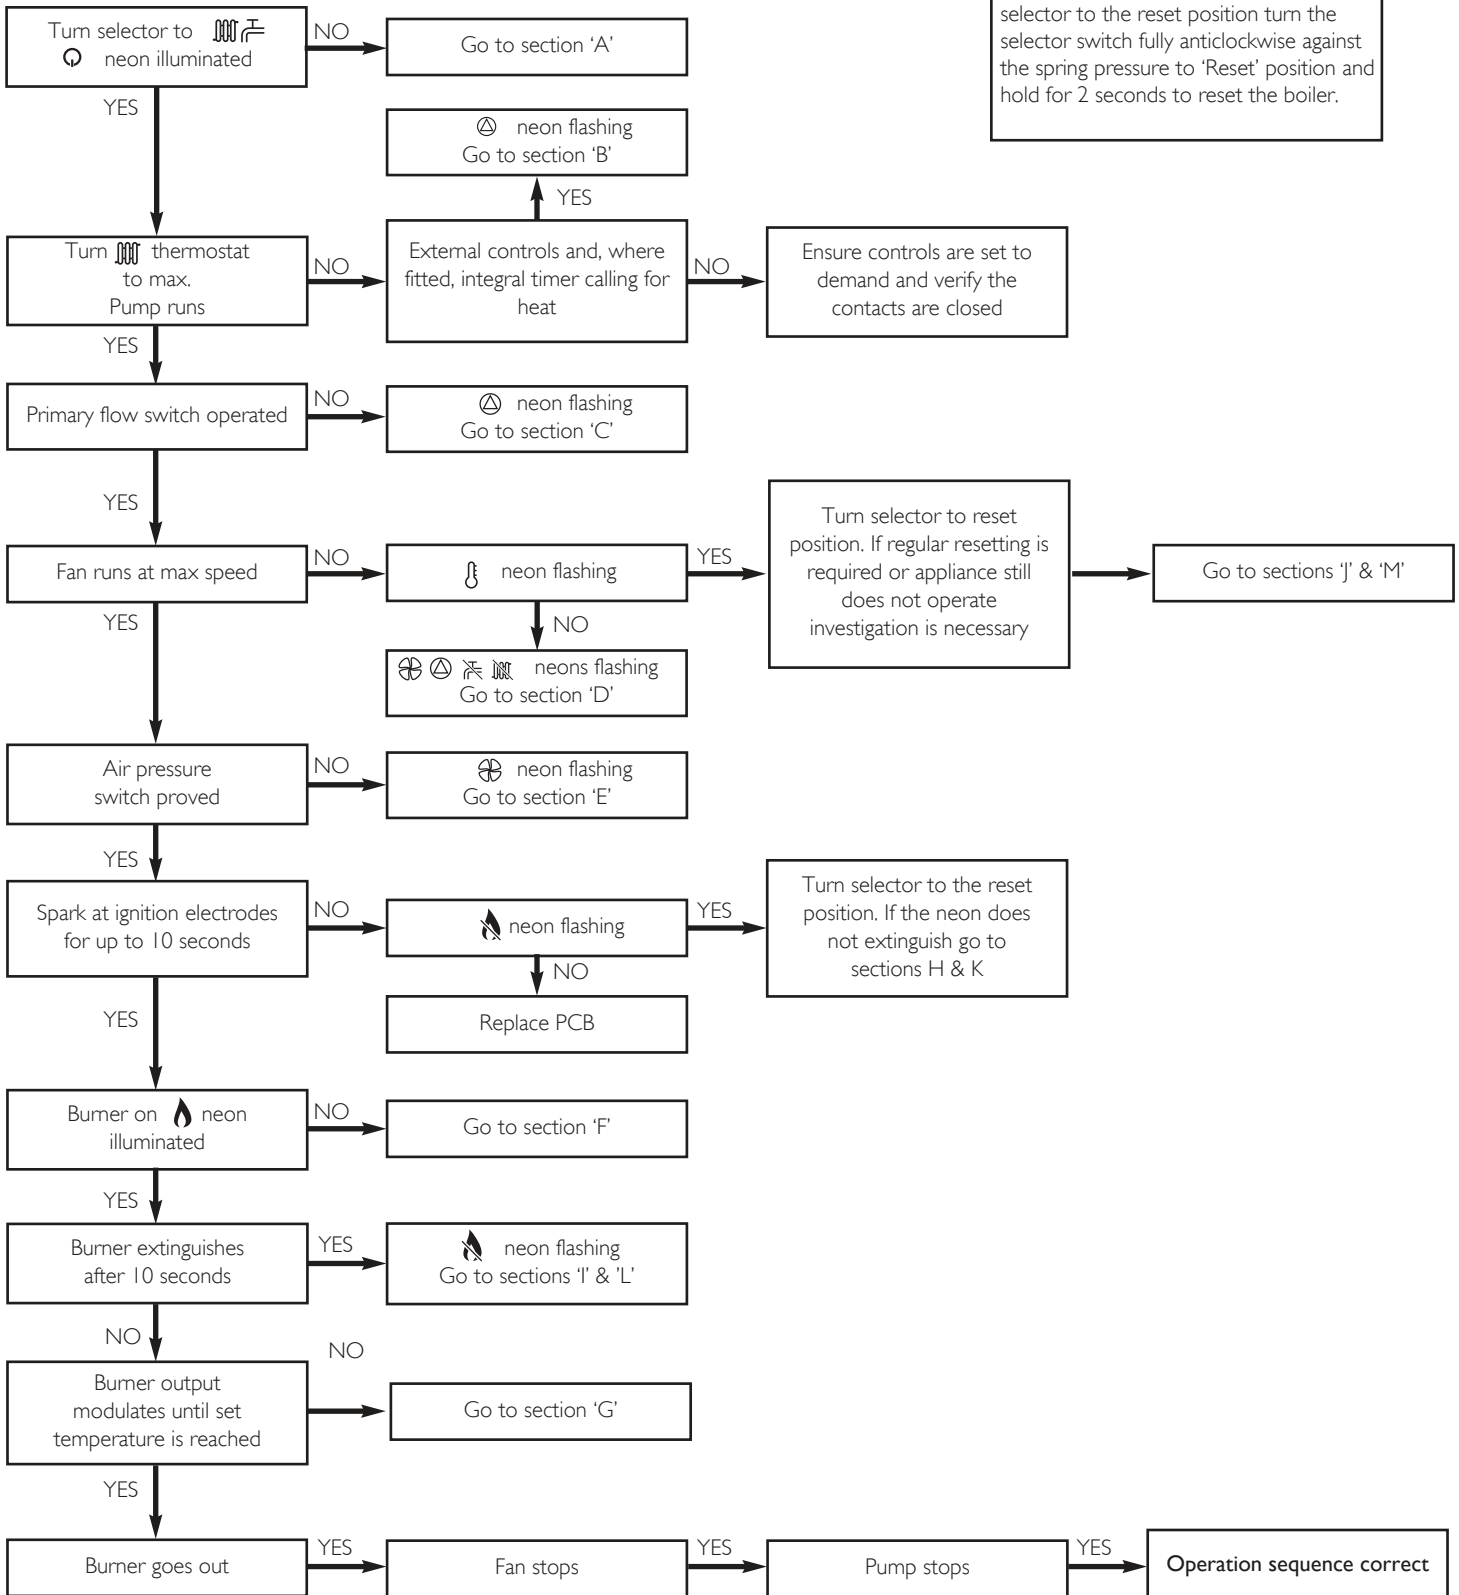 Turn selector to
neon illuminated
NO
Go to section ‘A’
selector to the reset position turn the
selector switch fully anticlockwise against
the spring pressure to ‘Reset’ position and
hold for 2 seconds to reset the boiler.
YES
neon flashing
Go to section ‘B’
YES
Turn thermostat
to max.
Pump runs
NO
External controls and, where
fitted, integral timer calling for
heat
NO
Ensure controls are set to
demand and verify the
contacts are closed
YES
Primary flow switch operated
NO
neon flashing
Go to section ‘C’
YES
Fan runs at max speed
NO
neon flashing
YES
Turn selector to reset
position. If regular resetting is
required or appliance still
does not operate
investigation is necessary
Go to sections ‘J’ & ‘M’
YES
NO
neons flashing
Go to section ‘D’
Air pressure
switch proved
NO
neon flashing
Go to section ‘E’
YES
Spark at ignition electrodes
for up to 10 seconds
NO
neon flashing
YES
Turn selector to the reset
position. If the neon does
not extinguish go to
sections H & K
NO
Replace PCB
YES
Burner on neon
illuminated
NO
Go to section ‘F’
YES
Burner extinguishes
after 10 seconds
YES
neon flashing
Go to sections ‘I’ & ’L’
NO
NO
Burner output
modulates until set
temperature is reached
Go to section ‘G’
YES
Burner goes out
YES
Fan stops
YES
Pump stops
YES
Operation sequence correct